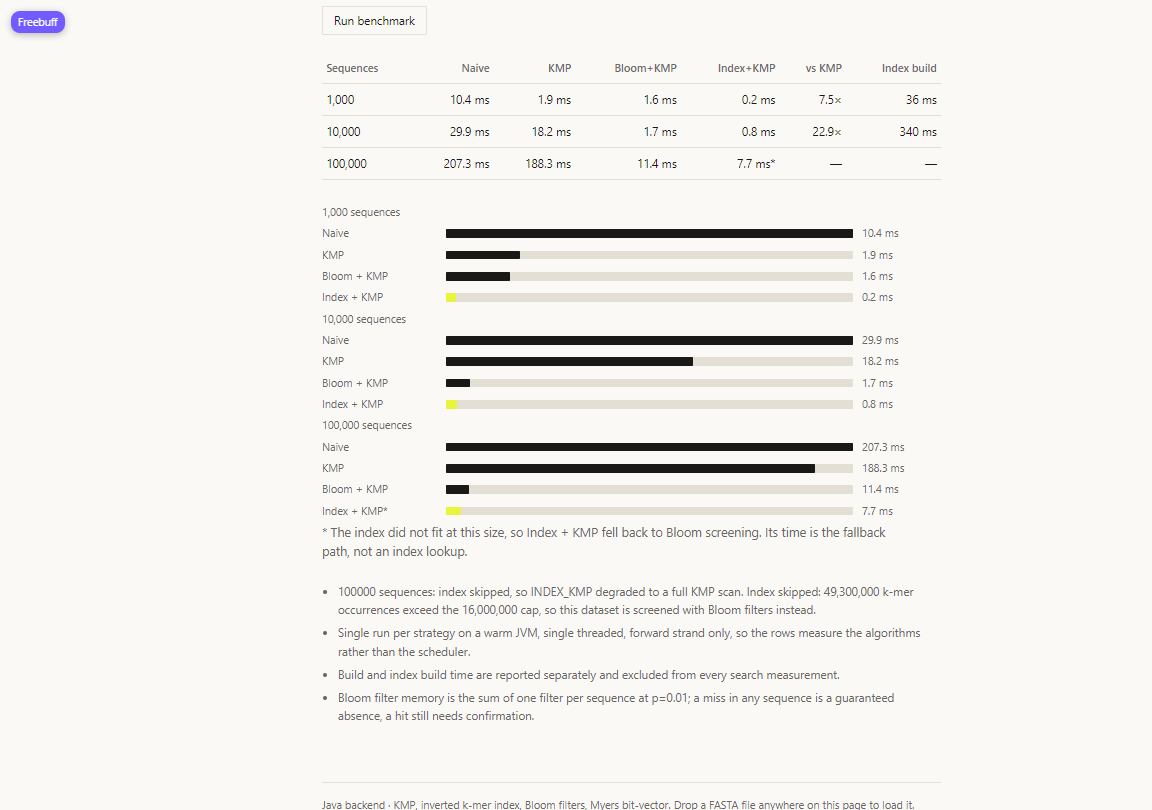 Freebuff
Run benchmark
Sequences Naive KMP Bloom+KMP Index+KMP vs KMP Index build
1,000 10.4 ms 1.9 ms 1.6 ms 0.2 ms 7.5× 36 ms
10,000 29.9 ms 18.2 ms 1.7 ms 0.8 ms 22.9× 340 ms
100,000 207.3 ms 188.3 ms 11.4 ms 7.7 ms* — —
1,000 sequences
Naive 10.4 ms
KMP 1.9 ms
Bloom + KMP 1.6 ms
Index + KMP 0.2 ms
10,000 sequences
Naive 29.9 ms
KMP 18.2 ms
Bloom + KMP 1.7 ms
Index + KMP 0.8 ms
100,000 sequences
Naive 207.3 ms
KMP 188.3 ms
Bloom + KMP 11.4 ms
Index + KMP* 7.7 ms
* The index did not fit at this size, so Index + KMP fell back to Bloom screening. Its time is the fallback
path, not an index lookup.
• 100000 sequences: index skipped, so INDEX_KMP degraded to a full KMP scan. Index skipped: 49,300,000 k-mer
occurrences exceed the 16,000,000 cap, so this dataset is screened with Bloom filters instead.
• Single run per strategy on a warm JVM, single threaded, forward strand only, so the rows measure the algorithms
rather than the scheduler.
• Build and index build time are reported separately and excluded from every search measurement.
• Bloom filter memory is the sum of one filter per sequence at p=0.01; a miss in any sequence is a guaranteed
absence, a hit still needs confirmation.
Java backend · KMP, inverted k-mer index, Bloom filters, Myers bit-vector. Drop a FASTA file anywhere on this page to load it.